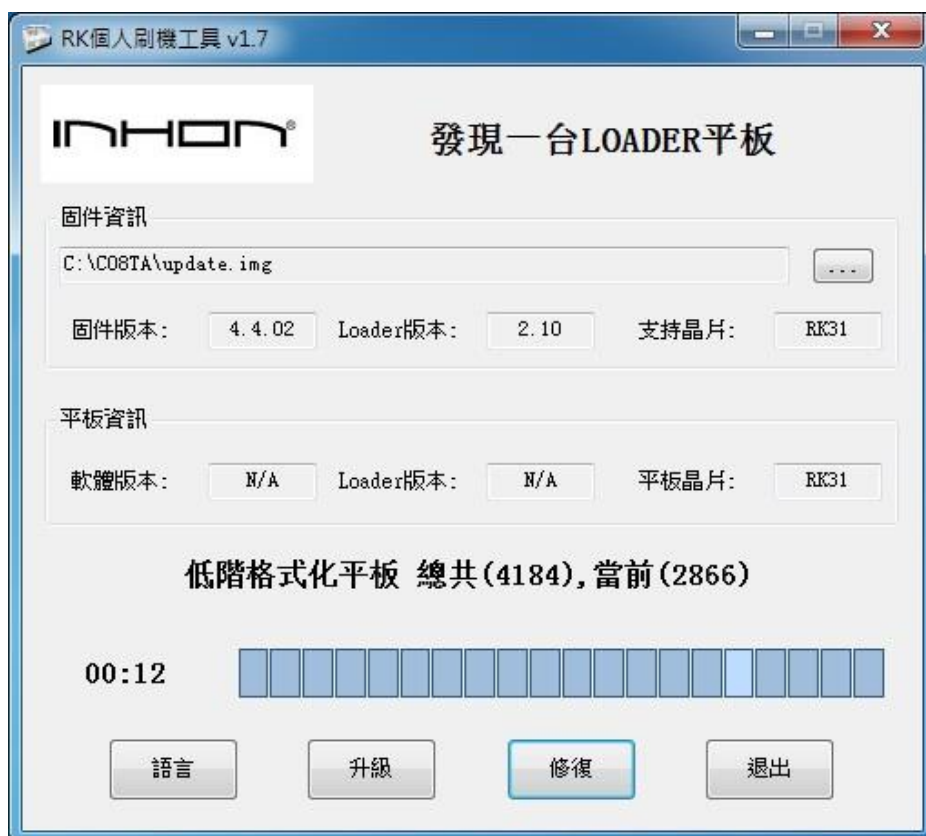 RK個人刷機工具 v1.7
INHON®
發現一台LOADER平板
固件資訊
C:\CO8TA\update.img
...
固件版本: 4.4.02 Loader版本: 2.10 支持晶片: RK31
平板資訊
軟體版本: N/A Loader版本: N/A 平板晶片: RK31
低階格式化平板 總共(4184),當前(2866)
00:12
語言 升級 修復 退出